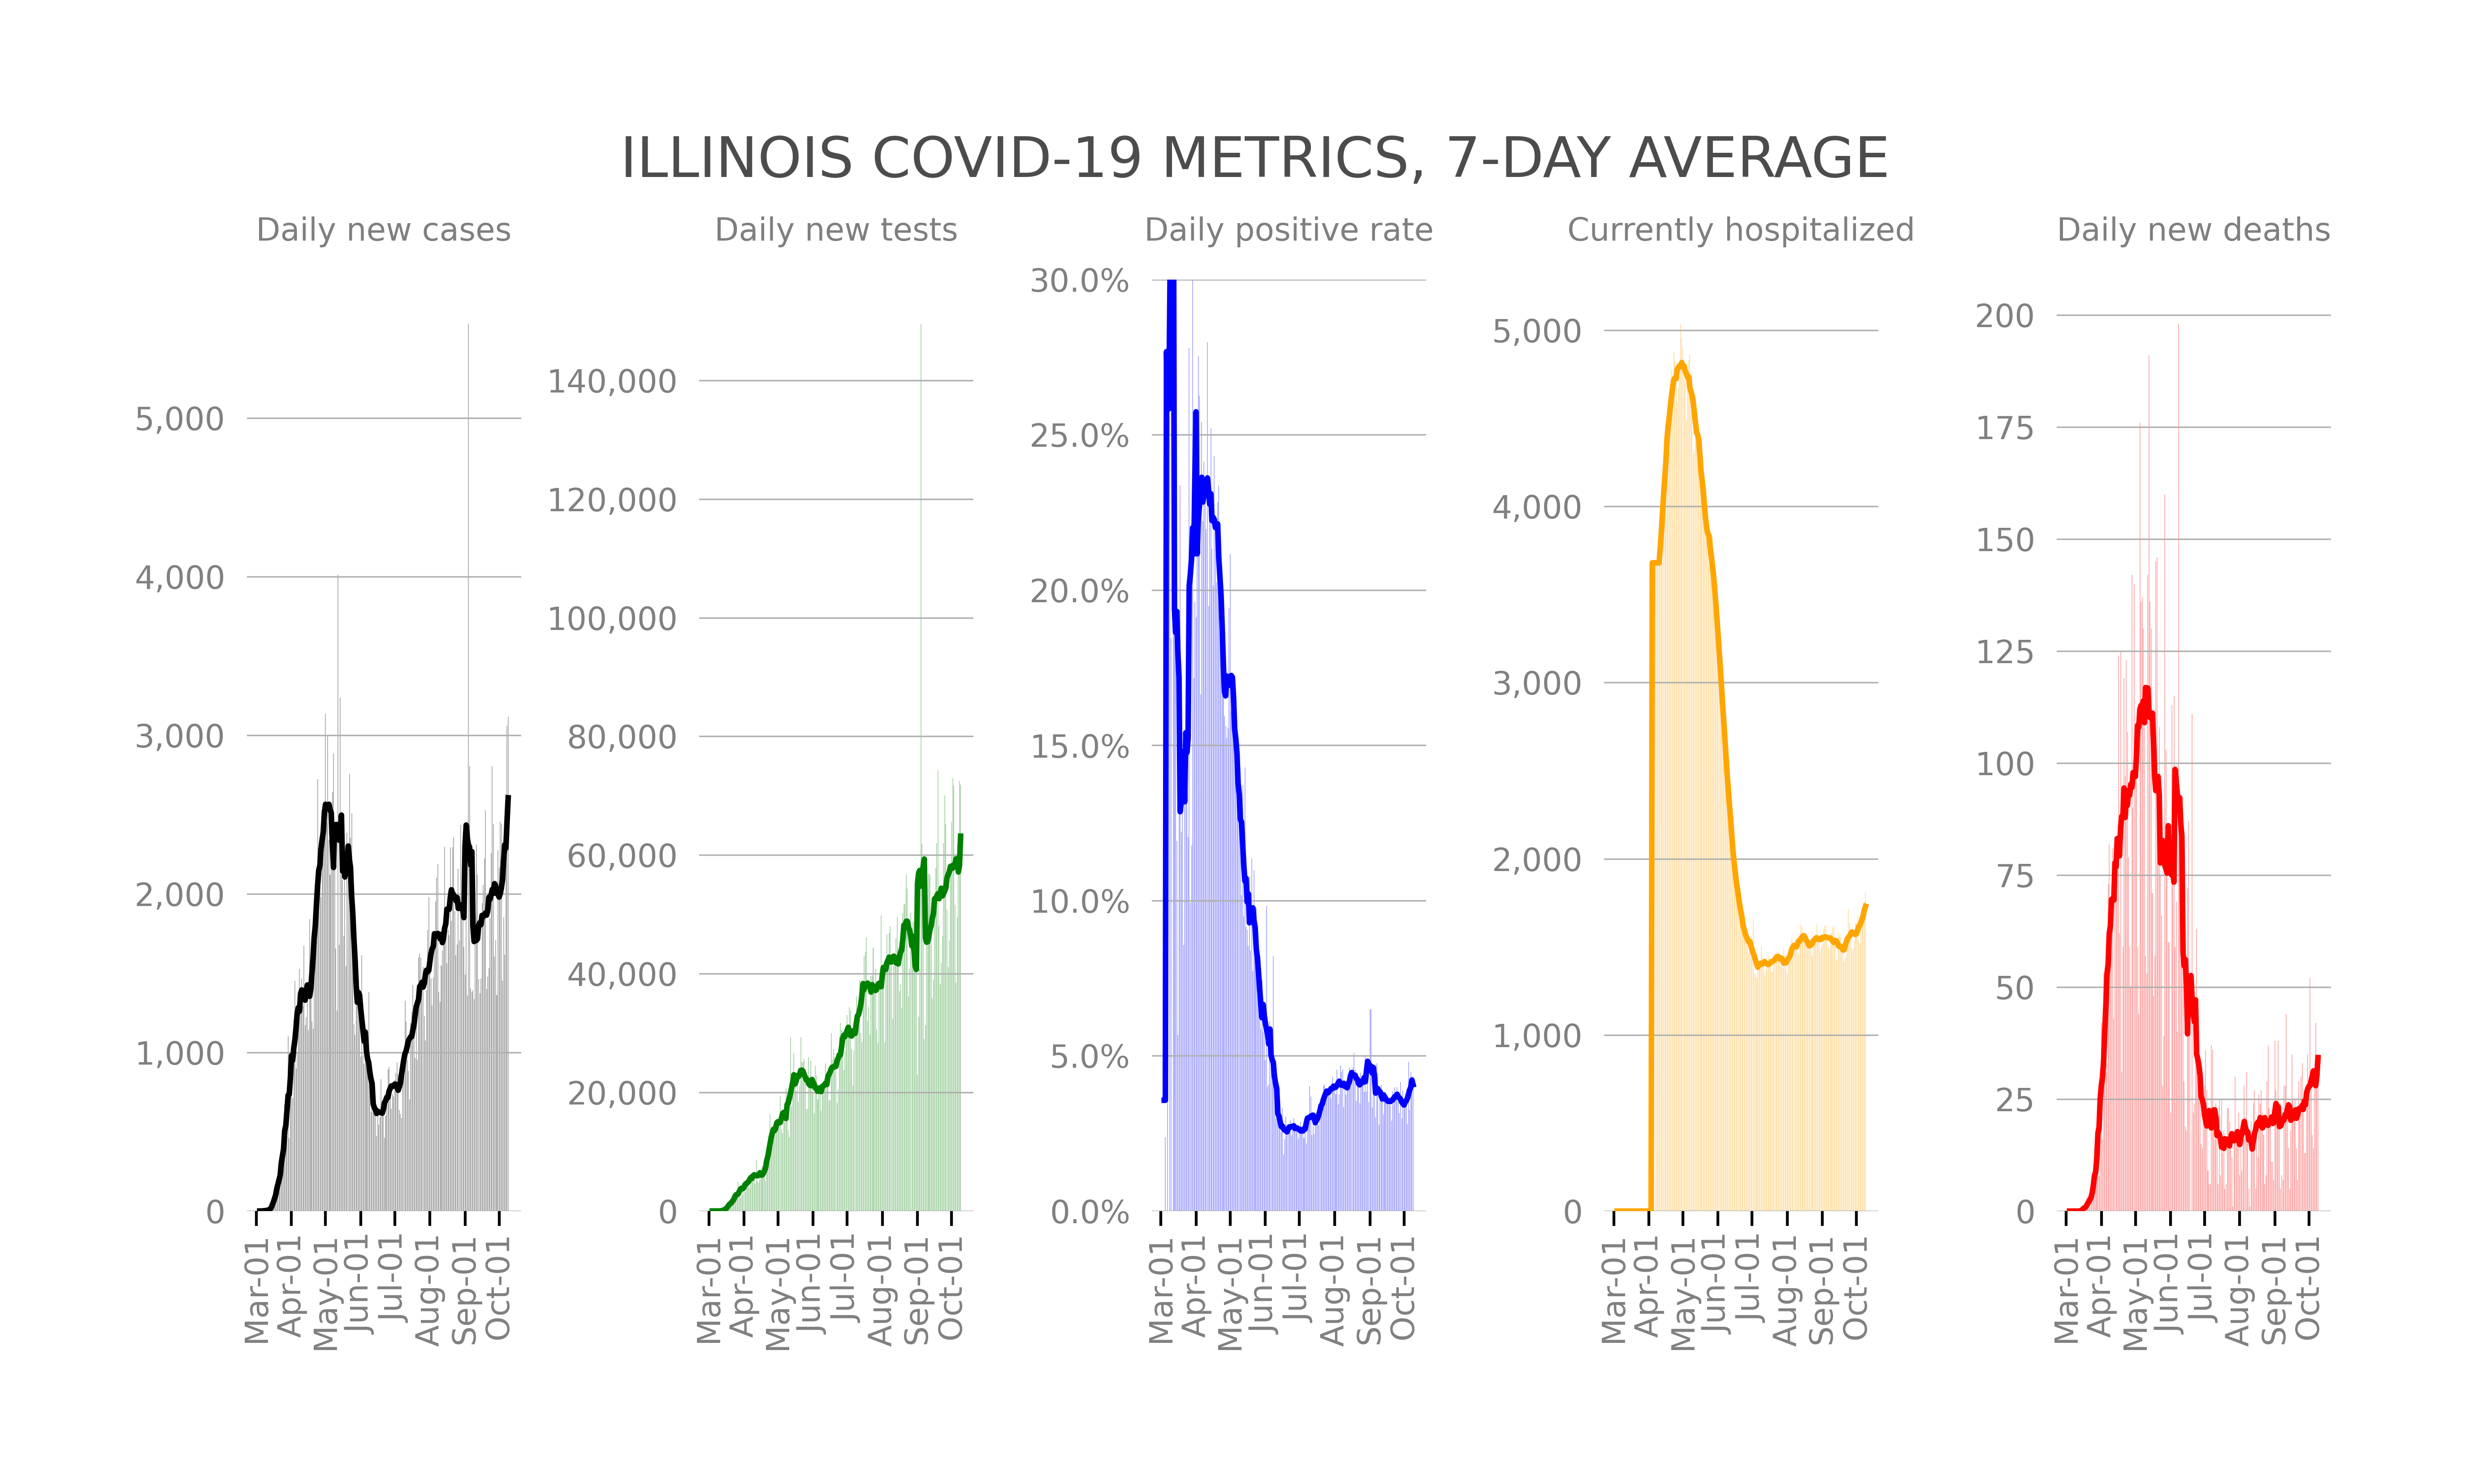 ILLINOIS COVID-19 METRICS, 7-DAY AVERAGE
Daily new cases
5,000
4,000
3,000
2,000
1,000
0
Mar-01
Apr-01
May-01
Jun-01
Jul-01
Aug-01
Sep-01
Oct-01
Daily new tests
140,000
120,000
100,000
80,000
60,000
40,000
20,000
0
Mar-01
Apr-01
May-01
Jun-01
Jul-01
Aug-01
Sep-01
Oct-01
Daily positive rate
30.0%
25.0%
20.0%
15.0%
10.0%
5.0%
0.0%
Mar-01
Apr-01
May-01
Jun-01
Jul-01
Aug-01
Sep-01
Oct-01
Currently hospitalized
5,000
4,000
3,000
2,000
1,000
0
Mar-01
Apr-01
May-01
Jun-01
Jul-01
Aug-01
Sep-01
Oct-01
Daily new deaths
200
175
150
125
100
75
50
25
0
Mar-01
Apr-01
May-01
Jun-01
Jul-01
Aug-01
Sep-01
Oct-01